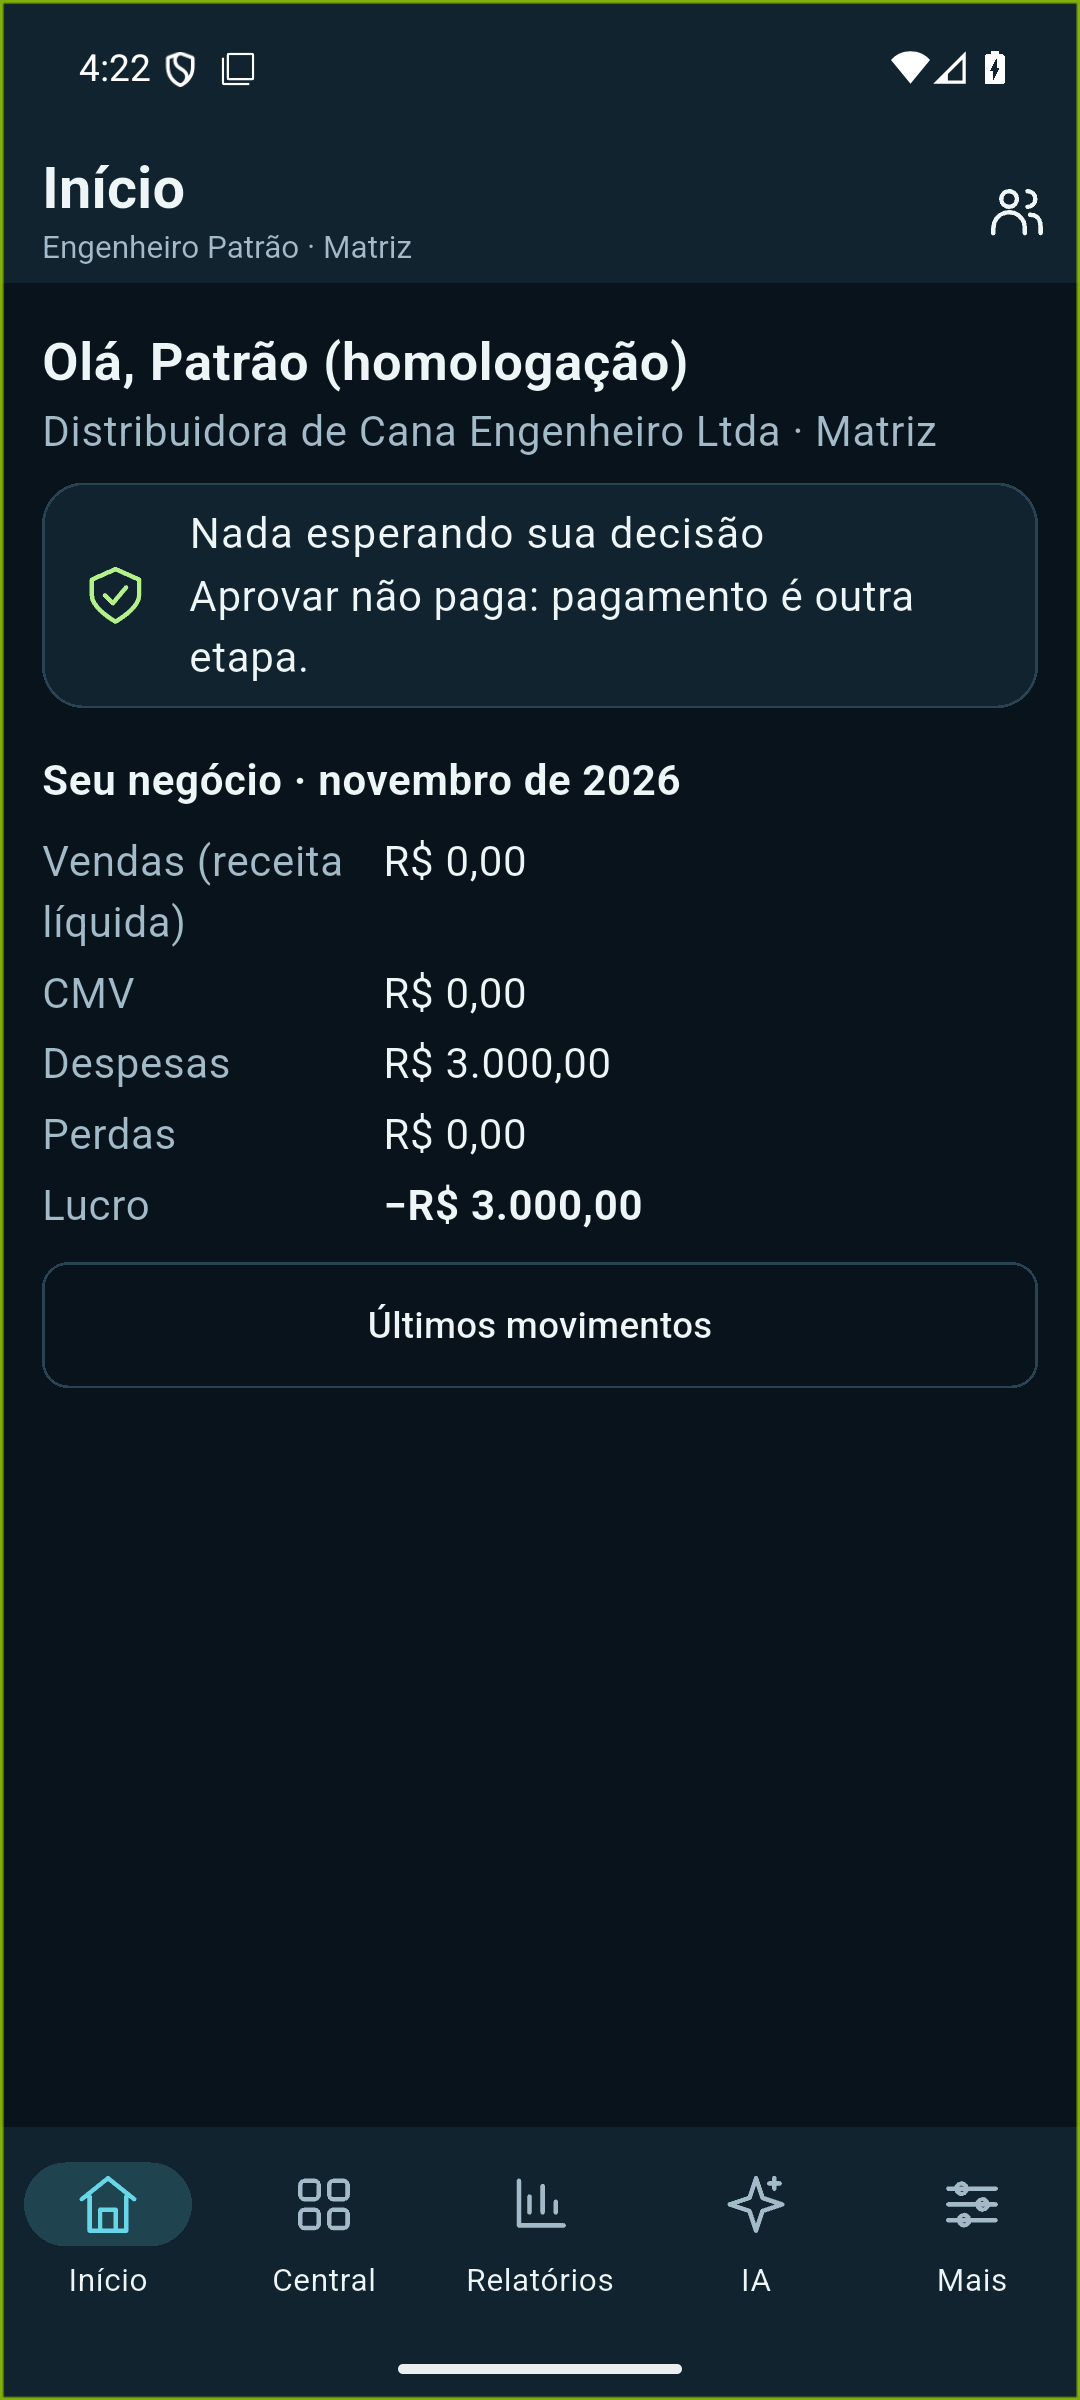 4:22
Início
Engenheiro Patrão · Matriz
Olá, Patrão (homologação)
Distribuidora de Cana Engenheiro Ltda · Matriz
Nada esperando sua decisão
Aprovar não paga: pagamento é outra
etapa.
Seu negócio · novembro de 2026
Vendas (receita líquida) R$ 0,00
CMV R$ 0,00
Despesas R$ 3.000,00
Perdas R$ 0,00
Lucro –R$ 3.000,00
Últimos movimentos
Início Central Relatórios IA Mais